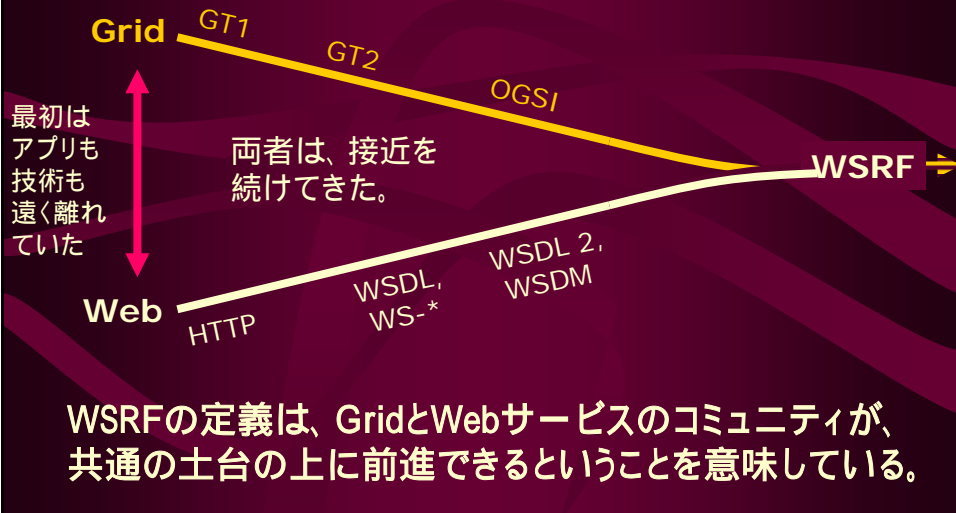 Grid
GT1
GT2
OGSI
最初は
アプリも
技術も
遠く離れ
ていた
両者は、接近を
続けてきた。
WSRF
Web
HTTP
WSDL,
WS-*
WSDL 2,
WSDM
WSRFの定義は、GridとWebサービスのコミュニティが、
共通の土台の上に前進できるということを意味している。